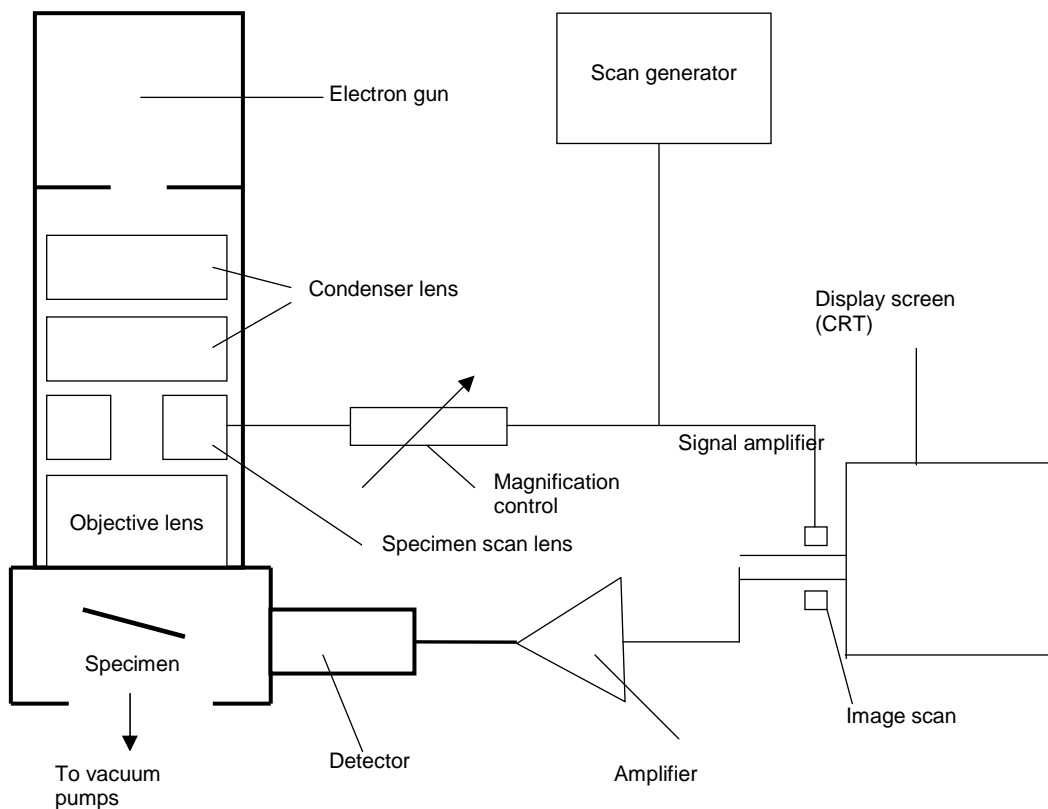 Scan generator
Electron gun
Condenser lens
Display screen
(CRT)
Signal amplifier
Magnification
control
Objective lens
Specimen scan lens
Specimen
Image scan
Detector
Amplifier
To vacuum
pumps